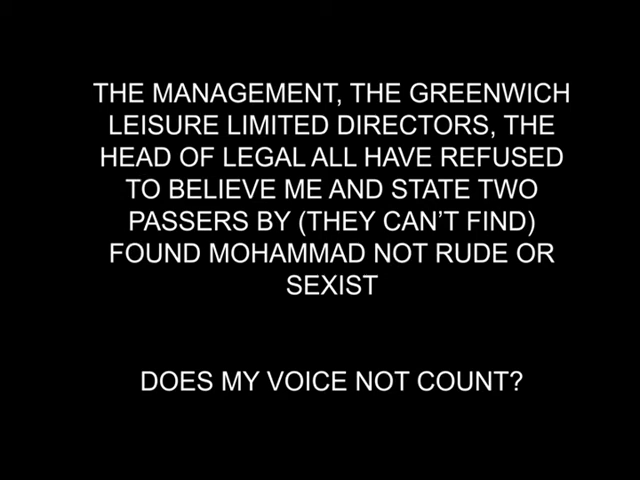 THE MANAGEMENT, THE GREENWICH
LEISURE LIMITED DIRECTORS, THE
HEAD OF LEGAL ALL HAVE REFUSED
TO BELIEVE ME AND STATE TWO
PASSERS BY (THEY CAN'T FIND)
FOUND MOHAMMAD NOT RUDE OR
SEXIST
DOES MY VOICE NOT COUNT?